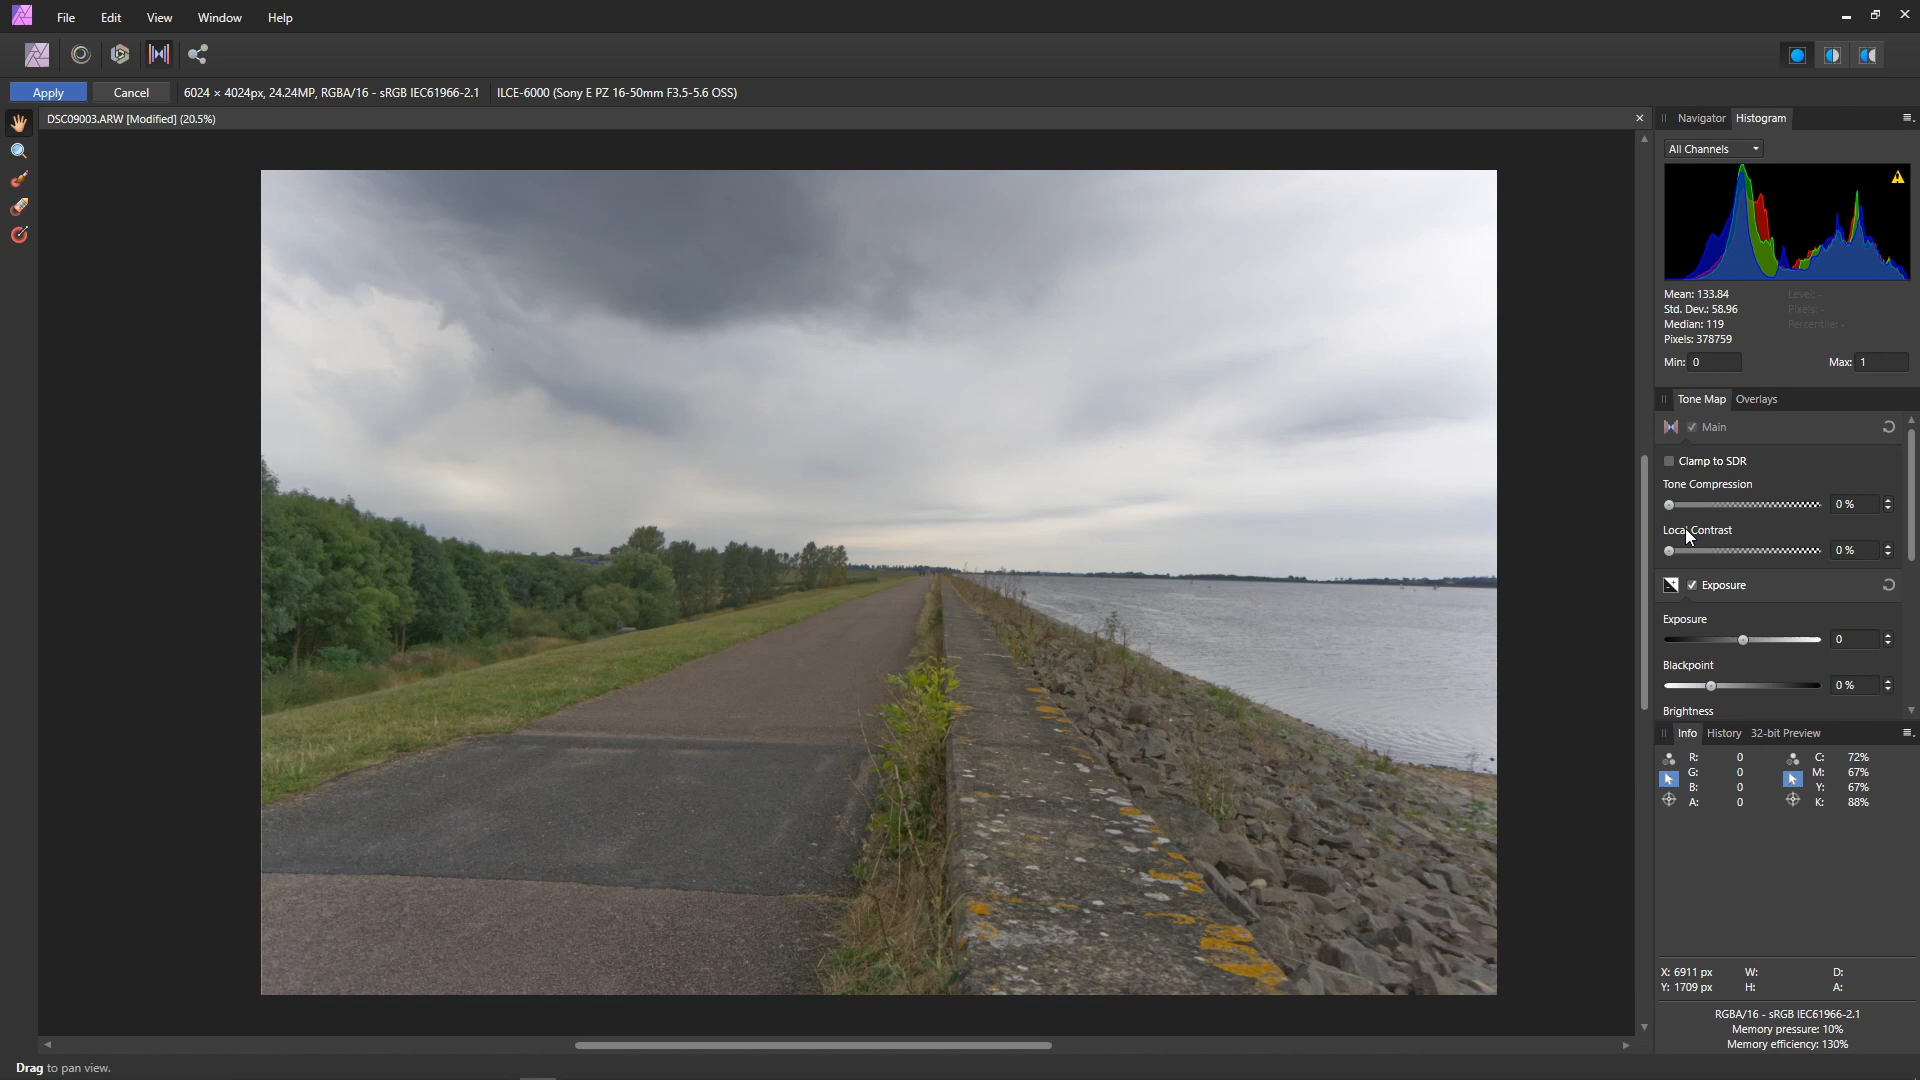 File Edit View Window Help
Apply Cancel 6024 × 4024px, 24.24MP, RGBA/16 - sRGB IEC61966-2.1 ILCE-6000 (Sony E PZ 16-50mm F3.5-5.6 OSS)
DSC09003.ARW [Modified] (20.5%)
Navigator Histogram
All Channels
Mean: 133.84 Level: -
Std. Dev.: 58.96 Pixels: -
Median: 119 Percentile: -
Pixels: 378759
Min: 0 Max: 1
Tone Map Overlays
Main
Clamp to SDR
Tone Compression
0 %
Local Contrast
0 %
Exposure
Exposure
0
Blackpoint
0 %
Brightness
Info History 32-bit Preview
R: 0 C: 72%
G: 0 M: 67%
B: 0 Y: 67%
A: 0 K: 88%
X: 6911 px W: D:
Y: 1709 px H: A:
RGBA/16 - sRGB IEC61966-2.1
Memory pressure: 10%
Memory efficiency: 130%
Drag to pan view.